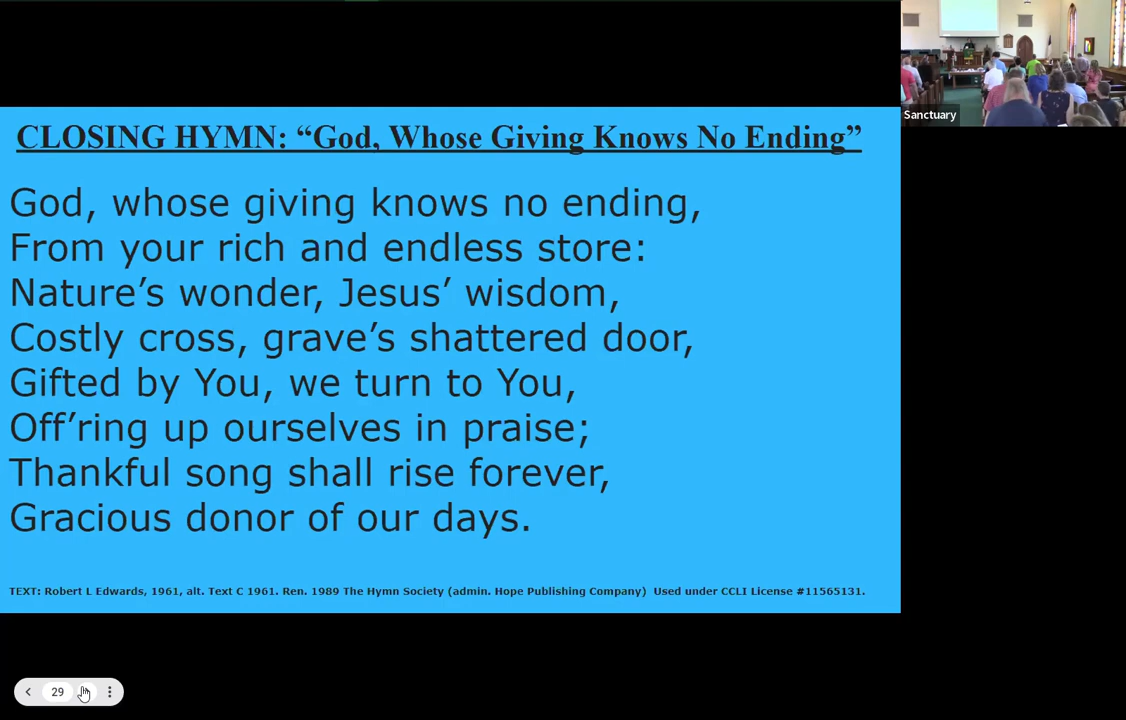 CLOSING HYMN: “God, Whose Giving Knows No Ending”
God, whose giving knows no ending,
From your rich and endless store:
Nature’s wonder, Jesus’ wisdom,
Costly cross, grave’s shattered door,
Gifted by You, we turn to You,
Off’ring up ourselves in praise;
Thankful song shall rise forever,
Gracious donor of our days.
TEXT: Robert L Edwards, 1961, alt. Text C 1961. Ren. 1989 The Hymn Society (admin. Hope Publishing Company) Used under CCLI License #11565131.
Sanctuary
29